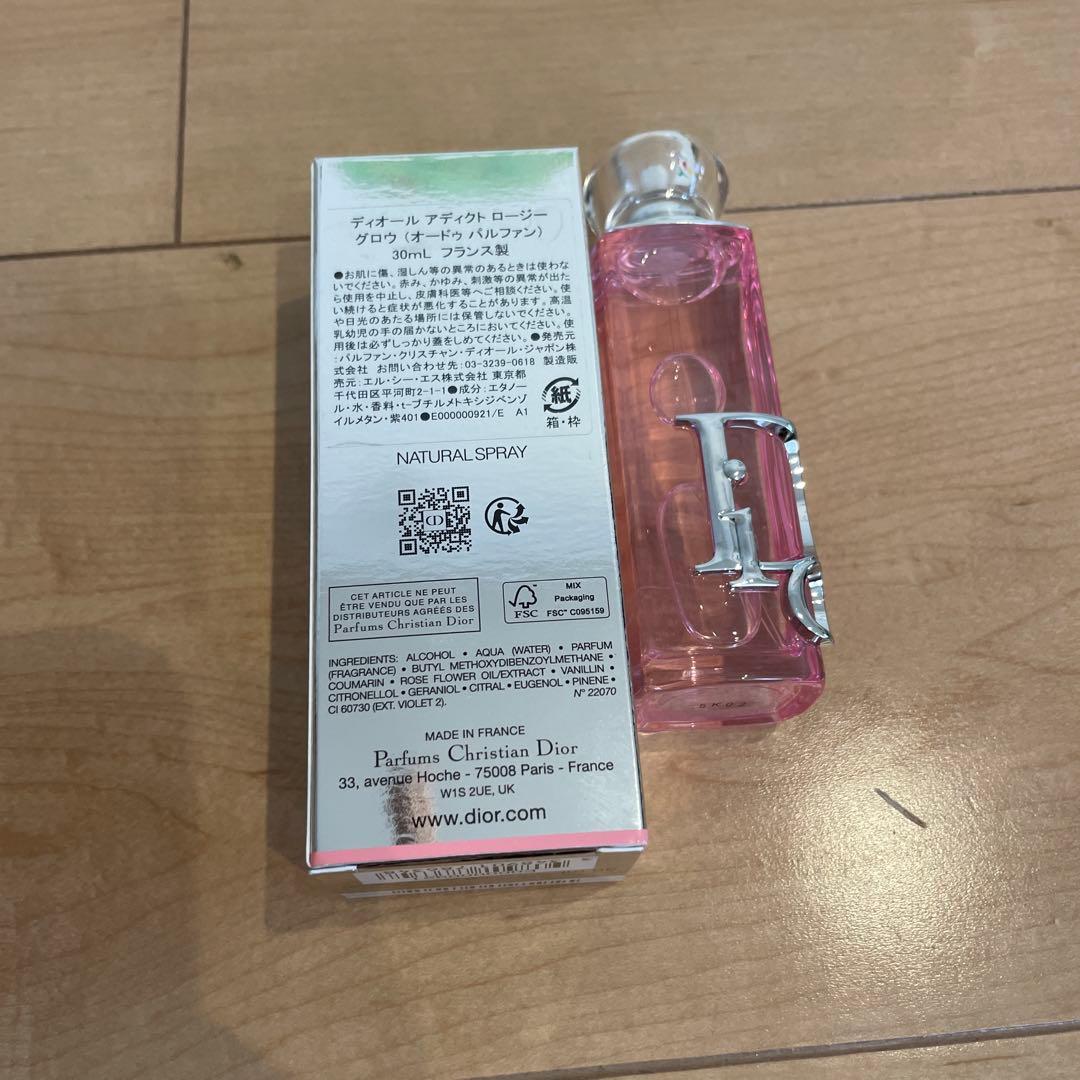 ディオール アディクト ロージー
グロウ（オードゥ パルファン）
30mL フランス製
●お肌に傷、湿しん等の異常のあるときは使わな
いでください。赤み、かゆみ、刺激等の異常が出た
ら使用を中止し、皮膚科医等へご相談ください。使
い続けると症状が悪化することがあります。高温
や日光のあたる場所には保管しないでください。
乳幼児の手の届かないところにおいてください。使
用後は必ずしっかり蓋をしめてください。●発売元
:パルファン・クリスチャン・ディオール・ジャポン株
式会社 お問い合わせ先:03-3239-0618 製造販
売元:エル・シー・エス株式会社 東京都
千代田区平河町2-1-1●成分:エタノー
ル・水・香料・t-ブチルメトキシジベンゾ
イルメタン・紫401●E000000921/E A1
紙
箱・枠
NATURAL SPRAY
CD
CET ARTICLE NE PEUT
ÊTRE VENDU QUE PAR LES
DISTRIBUTEURS AGRÉÉS DES
Parfums Christian Dior
FSC
MIX
Packaging
FSC™ C095159
INGREDIENTS: ALCOHOL • AQUA (WATER) • PARFUM
(FRAGRANCE) • BUTYL METHOXYDIBENZOYLMETHANE •
COUMARIN • ROSE FLOWER OIL/EXTRACT • VANILLIN •
CITRONELLOL • GERANIOL • CITRAL • EUGENOL • PINENE •
CI 60730 (EXT. VIOLET 2). N° 22070
MADE IN FRANCE
Parfums Christian Dior
33, avenue Hoche - 75008 Paris - France
W1S 2UE, UK
www.dior.com
Dior
5K02